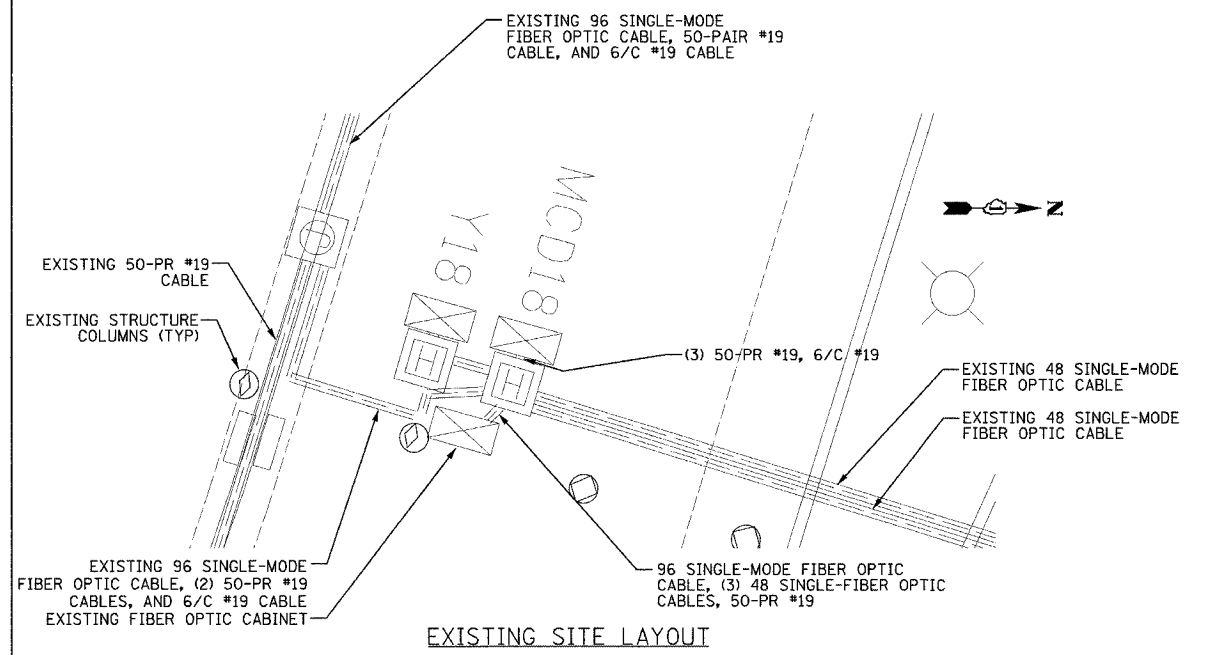 EXISTING 96 SINGLE-MODE
FIBER OPTIC CABLE, 50-PAIR #19
CABLE, AND 6/C #19 CABLE
MCD18
Y18
N
EXISTING 50-PR #19
CABLE
EXISTING STRUCTURE
COLUMNS (TYP)
(3) 50-PR #19, 6/C #19
H
H
EXISTING 48 SINGLE-MODE
FIBER OPTIC CABLE
EXISTING 48 SINGLE-MODE
FIBER OPTIC CABLE
EXISTING 96 SINGLE-MODE
FIBER OPTIC CABLE, (2) 50-PR #19
CABLES, AND 6/C #19 CABLE
EXISTING FIBER OPTIC CABINET
96 SINGLE-MODE FIBER OPTIC
CABLE, (3) 48 SINGLE-FIBER OPTIC
CABLES, 50-PR #19
EXISTING SITE LAYOUT